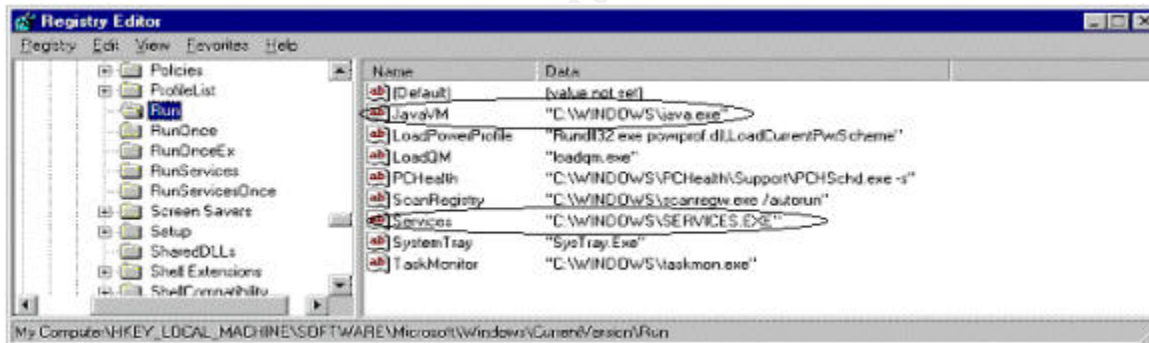 Registry Editor
Registry Edit View Favorites Help
Policies
ProfileList
Run
RunOnce
RunOnceEx
RunServices
RunServicesOnce
Screen Savers
Setup
SharedDLLs
Shell Extensions
ShellCompatibility
Name Data
(Default) (value not set)
JavaVM "C:\WINDOWS\java.exe"
LoadPowerProfile "Rundll32.exe powrprof.dll,LoadCurrentPwrScheme"
LoadQM "loadqm.exe"
PCHealth "C:\WINDOWS\PCHealth\Support\PCHSchd.exe -s"
ScanRegistry "C:\WINDOWS\scanregw.exe /autorun"
Services "C:\WINDOWS\SERVICES.EXE"
SystemTray "SysTray.Exe"
TaskMonitor "C:\WINDOWS\taskmon.exe"
My Computer\HKEY_LOCAL_MACHINE\SOFTWARE\Microsoft\Windows\CurrentVersion\Run